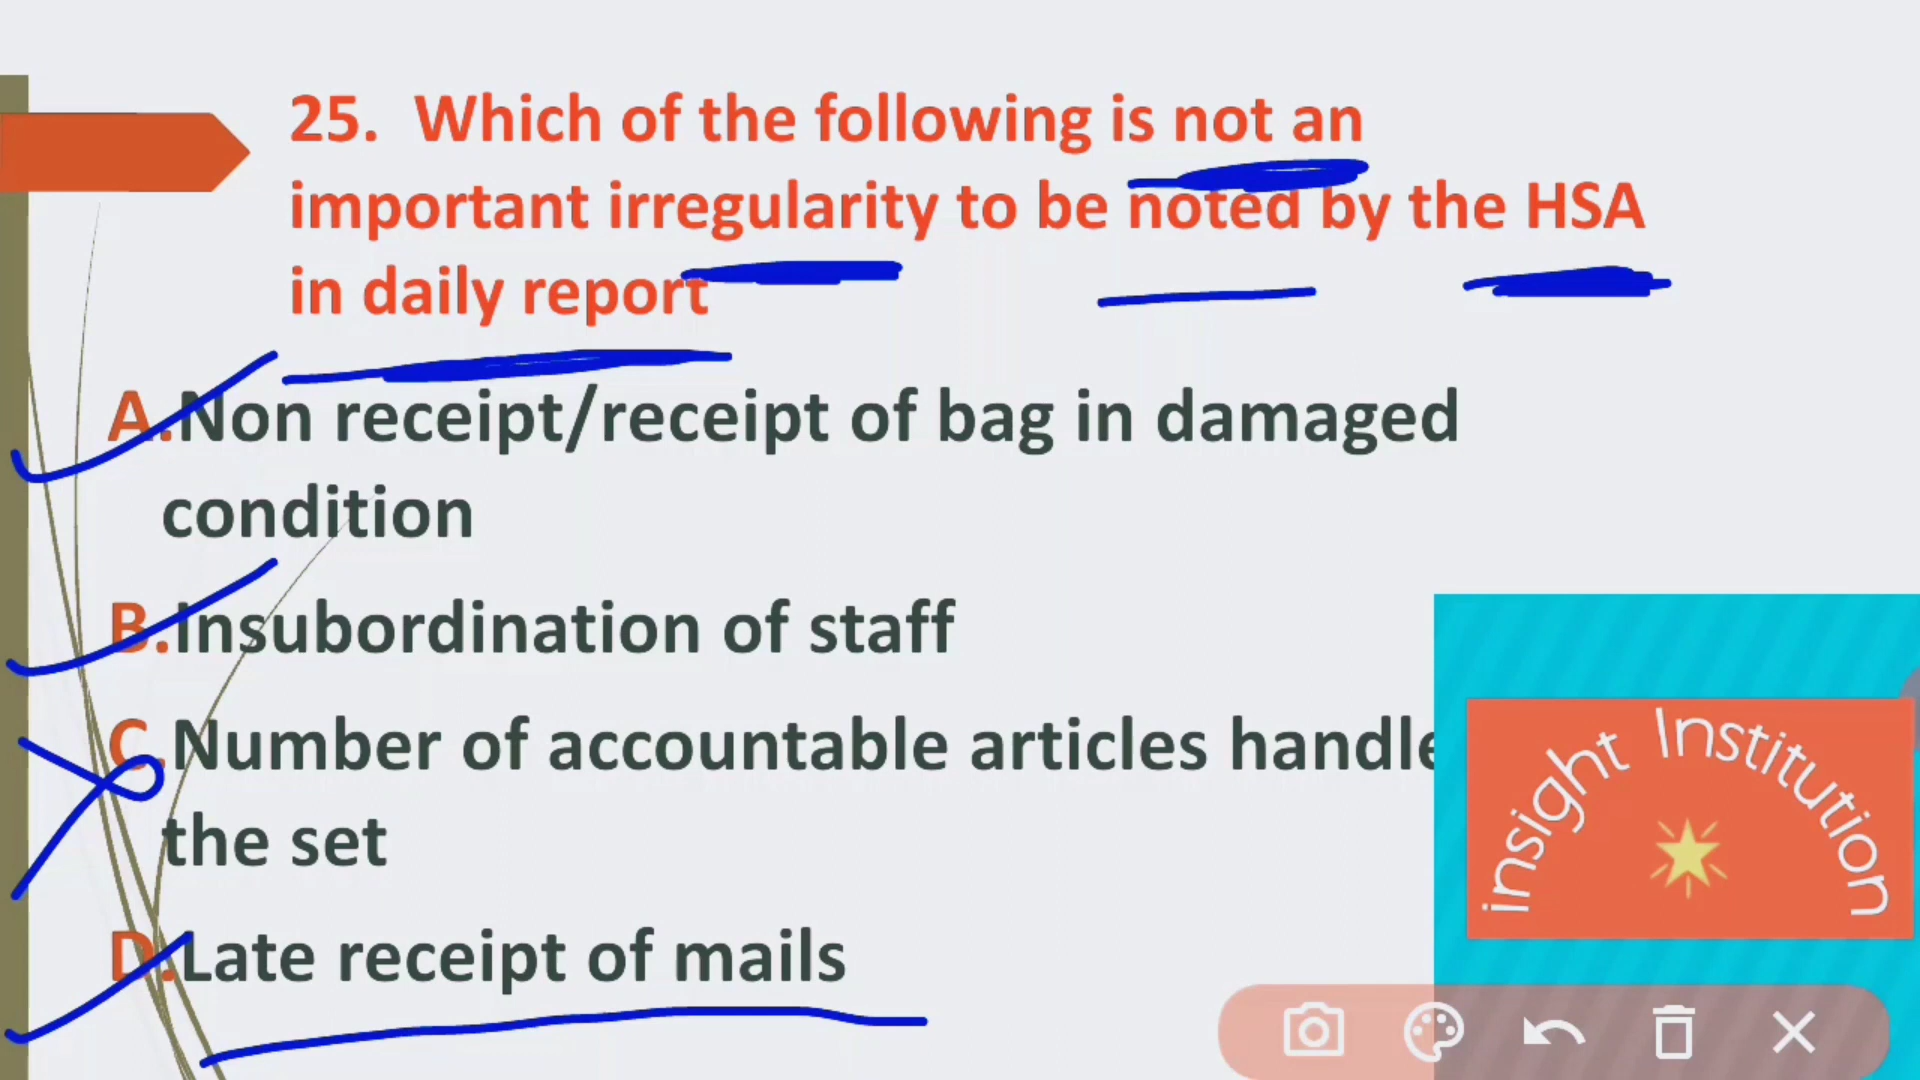 25. Which of the following is not an
important irregularity to be noted by the HSA
in daily report
A.Non receipt/receipt of bag in damaged
condition
B.Insubordination of staff
C.Number of accountable articles handle
the set
D.Late receipt of mails
insight Institution